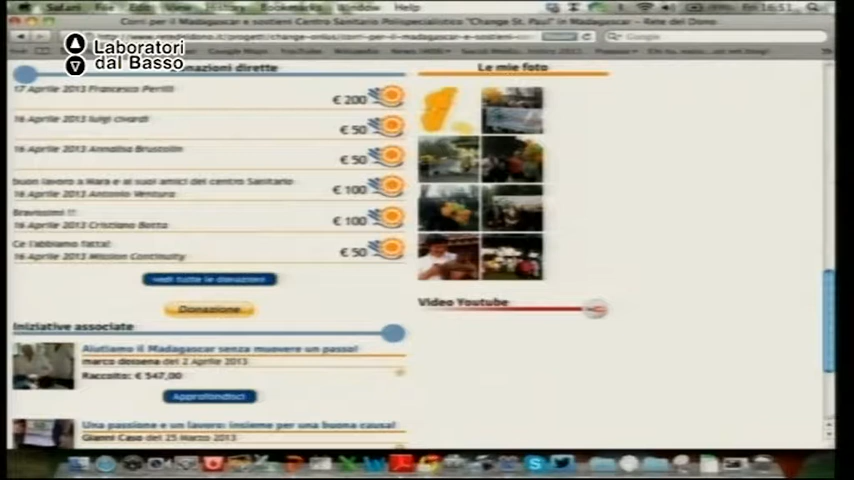 Safari File Edit View History Bookmarks Window Help
Fri 16:51
Corri per il Madagascar e sostieni Centro Sanitario Polispecialistico "Change St. Paul" in Madagascar – Rete del Dono
Google
Google Maps YouTube Wikipedia News
Laboratori
dal Basso
Donazioni dirette
Le mie foto
17 Aprile 2013 Francesco Perilli
€ 200
16 Aprile 2013 luigi civardi
€ 50
16 Aprile 2013 Annalisa Brustolin
€ 50
buon lavoro a Mara e ai suoi amici del centro Sanitario
16 Aprile 2013 Antonio Ventura
€ 100
Bravissimi !!!
16 Aprile 2013 Cristiano Botta
€ 100
Ce l'abbiamo fatta!
16 Aprile 2013 Mission Continuity
€ 50
vedi tutte le donazioni
Donazione
Video Youtube
Iniziative associate
Aiutiamo il Madagascar senza muovere un passo!
marco dossena del 2 Aprile 2013
Raccolto: € 547,00
Approfondisci
Una passione e un lavoro: insieme per una buona causa!
Gianni Caso del 25 Marzo 2013